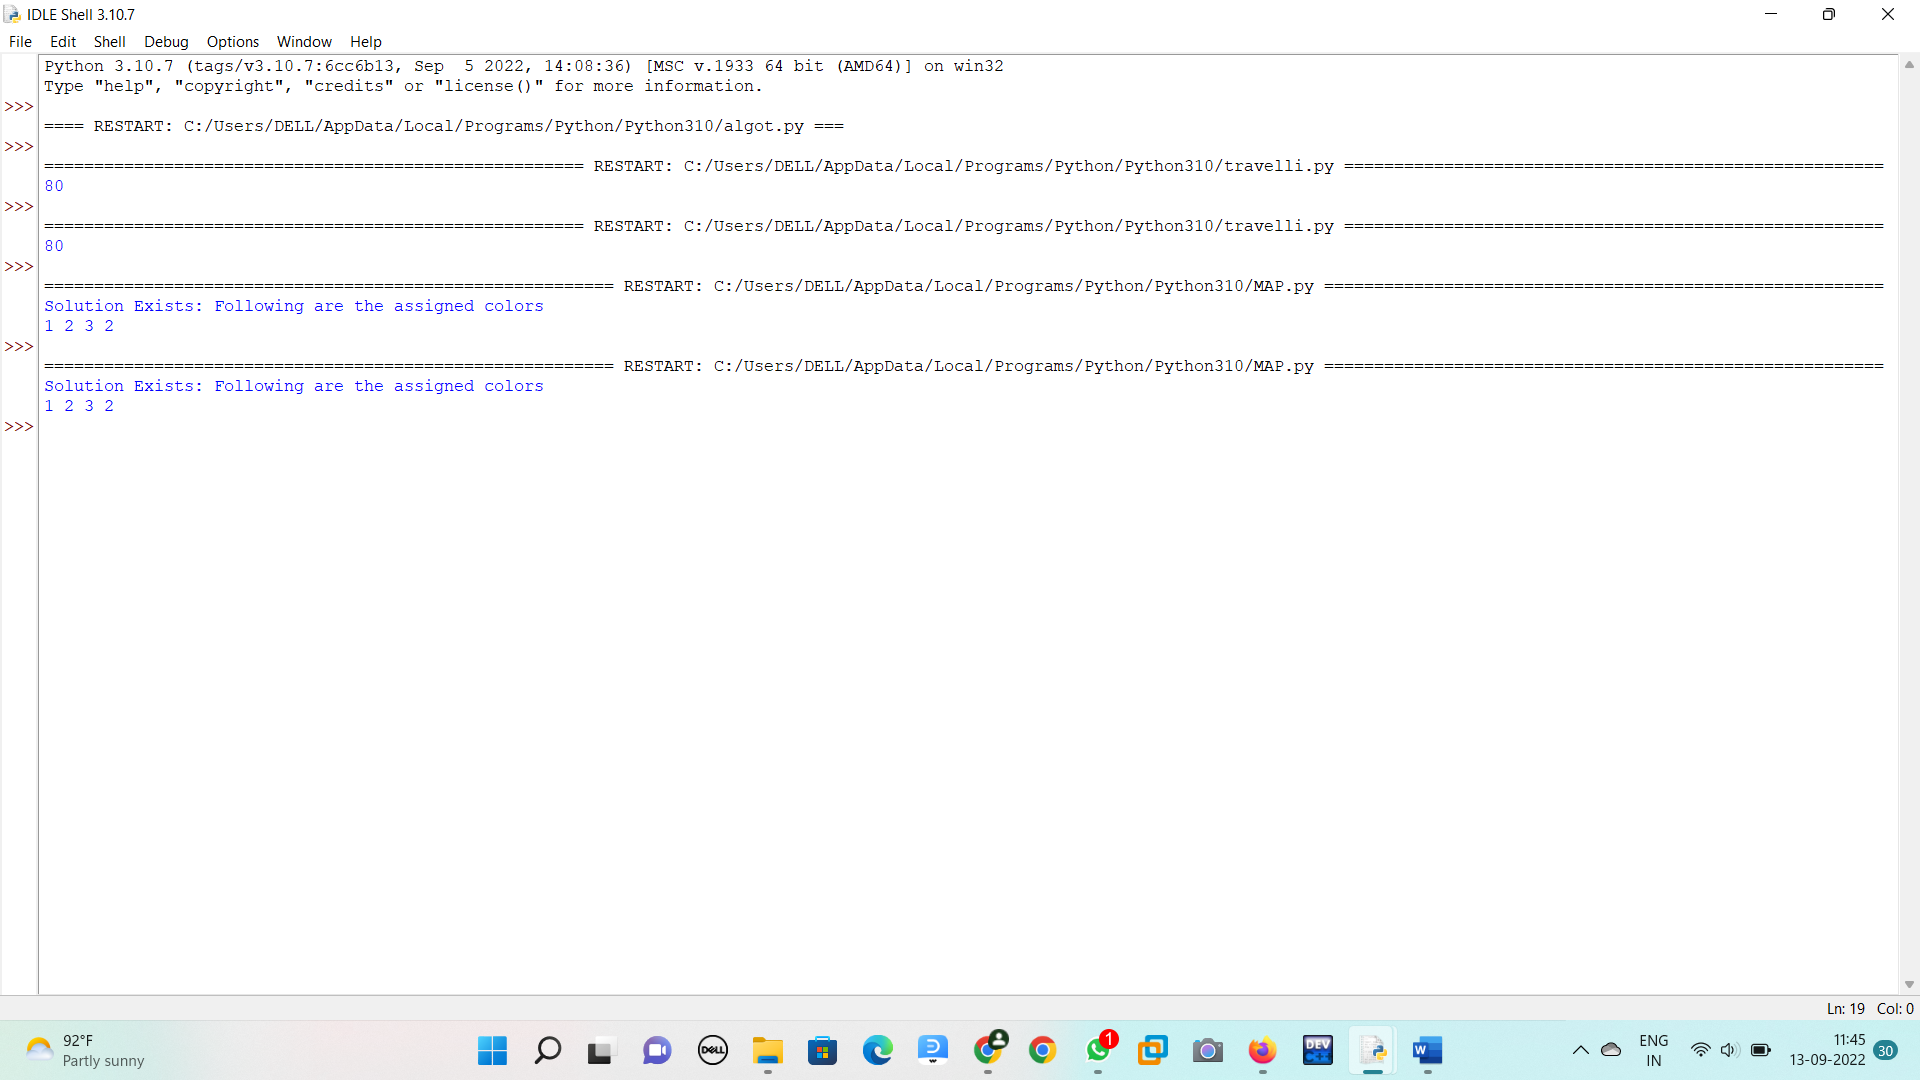 IDLE Shell 3.10.7
File Edit Shell Debug Options Window Help
Python 3.10.7 (tags/v3.10.7:6cc6b13, Sep  5 2022, 14:08:36) [MSC v.1933 64 bit (AMD64)] on win32
Type "help", "copyright", "credits" or "license()" for more information.
>>>
==== RESTART: C:/Users/DELL/AppData/Local/Programs/Python/Python310/algot.py ===
>>>
====================================================== RESTART: C:/Users/DELL/AppData/Local/Programs/Python/Python310/travelli.py ======================================================
80
>>>
====================================================== RESTART: C:/Users/DELL/AppData/Local/Programs/Python/Python310/travelli.py ======================================================
80
>>>
========================================================= RESTART: C:/Users/DELL/AppData/Local/Programs/Python/Python310/MAP.py ========================================================
Solution Exists: Following are the assigned colors
1 2 3 2
>>>
========================================================= RESTART: C:/Users/DELL/AppData/Local/Programs/Python/Python310/MAP.py ========================================================
Solution Exists: Following are the assigned colors
1 2 3 2
>>>
Ln: 19 Col: 0
92°F
Partly sunny
DELL
1
DEV
C++
W
ENG
IN
11:45
13-09-2022
30